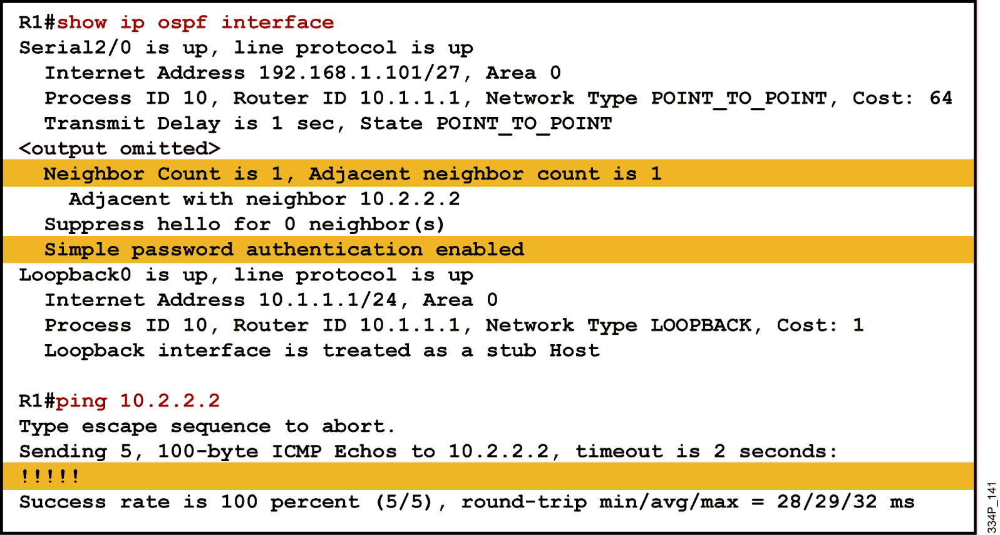 R1#show ip ospf interface
Serial2/0 is up, line protocol is up
  Internet Address 192.168.1.101/27, Area 0
  Process ID 10, Router ID 10.1.1.1, Network Type POINT_TO_POINT, Cost: 64
  Transmit Delay is 1 sec, State POINT_TO_POINT
<output omitted>
  Neighbor Count is 1, Adjacent neighbor count is 1
    Adjacent with neighbor 10.2.2.2
  Suppress hello for 0 neighbor(s)
  Simple password authentication enabled
Loopback0 is up, line protocol is up
  Internet Address 10.1.1.1/24, Area 0
  Process ID 10, Router ID 10.1.1.1, Network Type LOOPBACK, Cost: 1
  Loopback interface is treated as a stub Host
R1#ping 10.2.2.2
Type escape sequence to abort.
Sending 5, 100-byte ICMP Echos to 10.2.2.2, timeout is 2 seconds:
!!!!!
Success rate is 100 percent (5/5), round-trip min/avg/max = 28/29/32 ms
334P_141